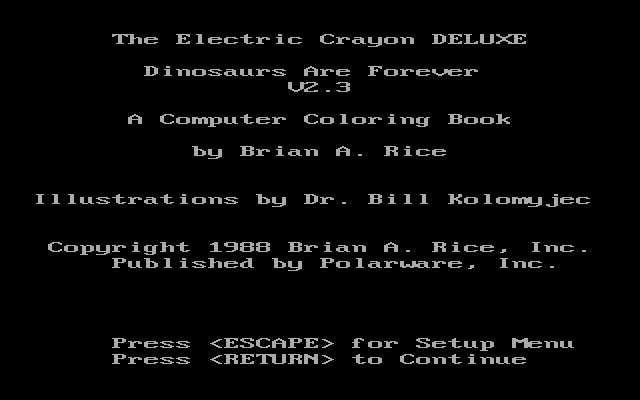 The Electric Crayon DELUXE
Dinosaurs Are Forever
V2.3
A Computer Coloring Book
by Brian A. Rice
Illustrations by Dr. Bill Kolomyjec
Copyright 1988 Brian A. Rice, Inc.
Published by Polarware, Inc.
Press <ESCAPE> for Setup Menu
Press <RETURN> to Continue